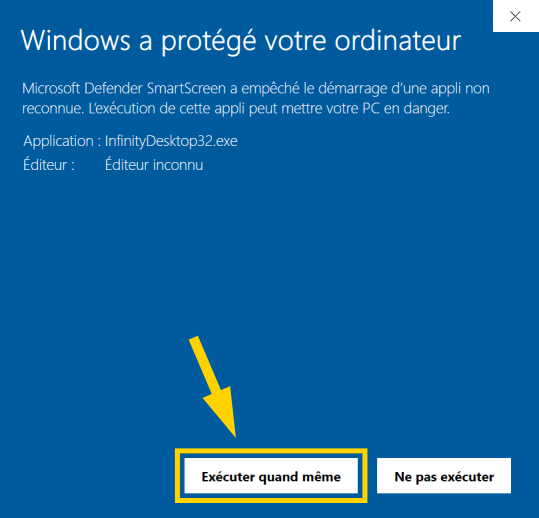 Windows a protégé votre ordinateur
Microsoft Defender SmartScreen a empêché le démarrage d'une appli non
reconnue. L'exécution de cette appli peut mettre votre PC en danger.
Application : InfinityDesktop32.exe
Éditeur : Éditeur inconnu
Exécuter quand même
Ne pas exécuter